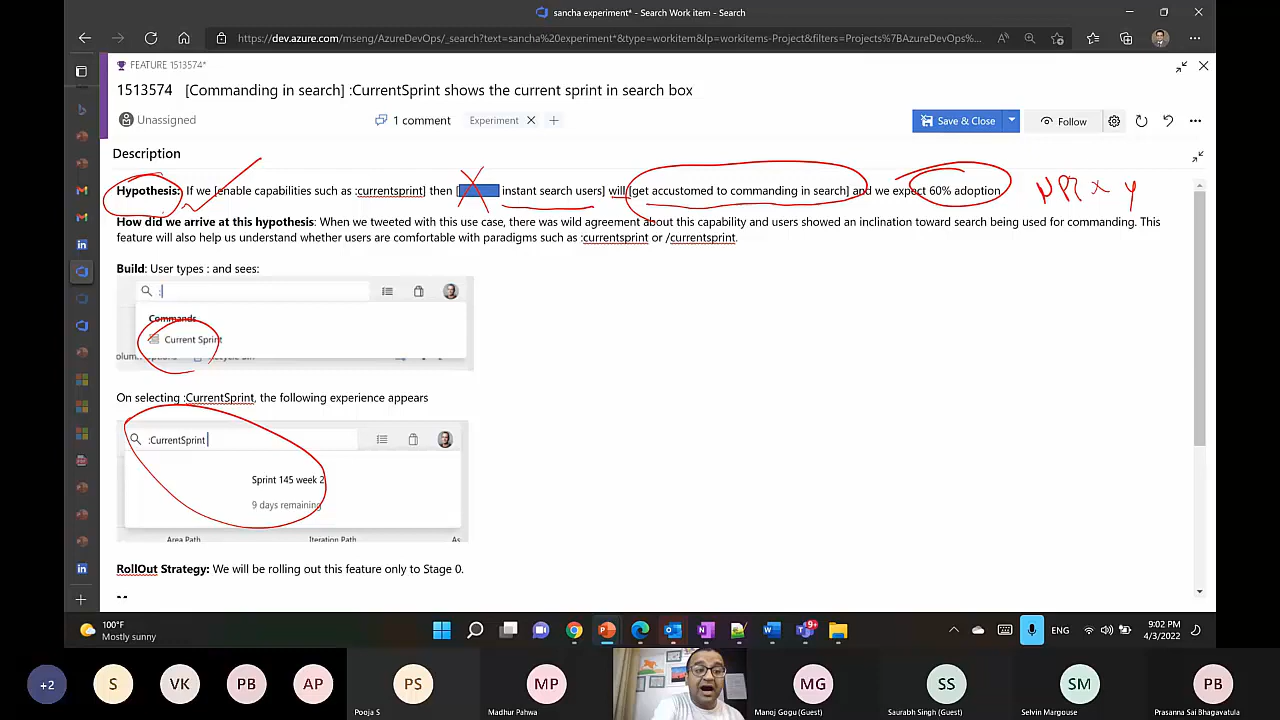 sancha experiment* - Search Work item - Search
https://dev.azure.com/mseng/AzureDevOps/_search?text=sancha%20experiment*&type=workitem&lp=workitems-Project&filters=Projects%7BAzureDevOps%...
FEATURE 1513574*
1513574 [Commanding in search] :CurrentSprint shows the current sprint in search box
Unassigned
1 comment
Experiment
Save & Close
Follow
Description
Hypothesis: If we [enable capabilities such as :currentsprint] then [ instant search users] will [get accustomed to commanding in search] and we expect 60% adoption
How did we arrive at this hypothesis: When we tweeted with this use case, there was wild agreement about this capability and users showed an inclination toward search being used for commanding. This
feature will also help us understand whether users are comfortable with paradigms such as :currentsprint or /currentsprint.
Build: User types : and sees:
:
Commands
Current Sprint
On selecting :CurrentSprint, the following experience appears
:CurrentSprint
Sprint 145 week 2
9 days remaining
Area Path Iteration Path As
RollOut Strategy: We will be rolling out this feature only to Stage 0.
100°F
Mostly sunny
9+
ENG
9:02 PM
4/3/2022
+2
S
VK
PB
AP
PS
Pooja S
MP
Madhur Pahwa
MG
Manoj Gogu (Guest)
SS
Saurabh Singh (Guest)
SM
Selvin Margouse
PB
Prasanna Sai Bhagavatula